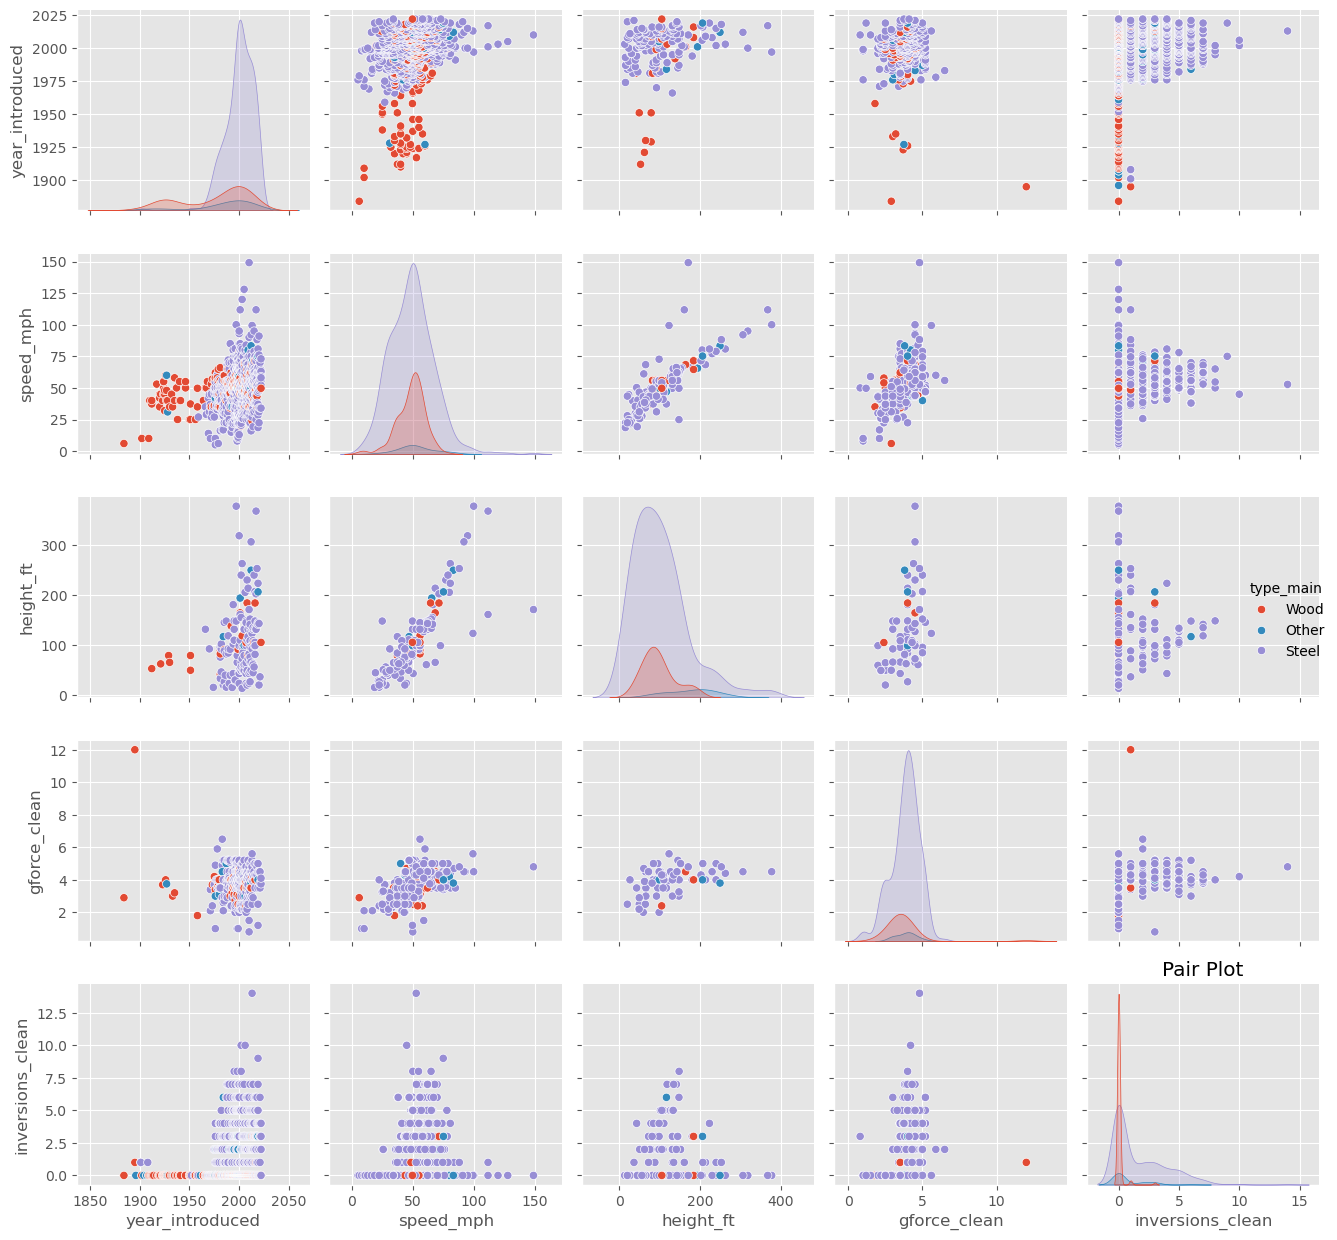 2025
2000
1975
1950
1925
1900
year_introduced
150
125
100
75
50
25
0
speed_mph
300
200
100
0
height_ft
type_main
Wood
Other
Steel
12
10
8
6
4
2
gforce_clean
Pair Plot
12.5
10.0
7.5
5.0
2.5
0.0
inversions_clean
1850 1900 1950 2000 2050
0 50 100 150
0 200 400
0 5 10
0 5 10 15
year_introduced
speed_mph
height_ft
gforce_clean
inversions_clean